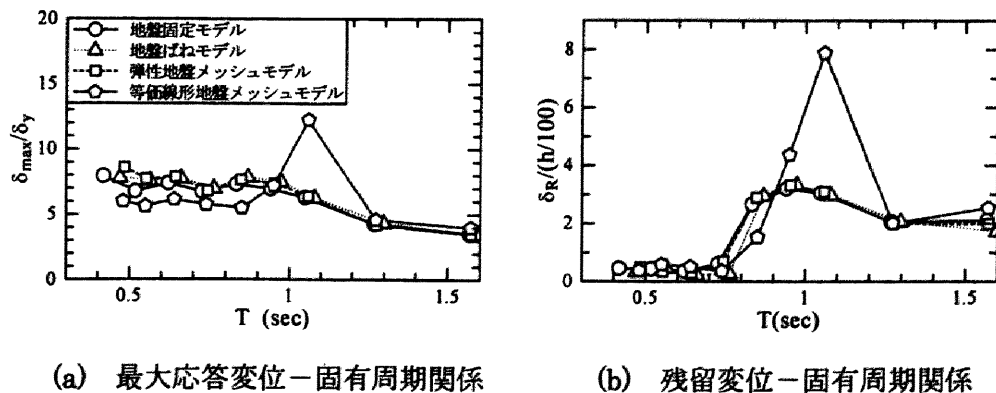 20
15
10
5
0
0.5
1
1.5
δmax/δy
T (sec)
地盤固定モデル
地盤ばねモデル
弾性地盤メッシュモデル
等価線形地盤メッシュモデル
(a) 最大応答変位－固有周期関係
8
6
4
2
0
0.5
1
1.5
δR/(h/100)
T(sec)
(b) 残留変位－固有周期関係